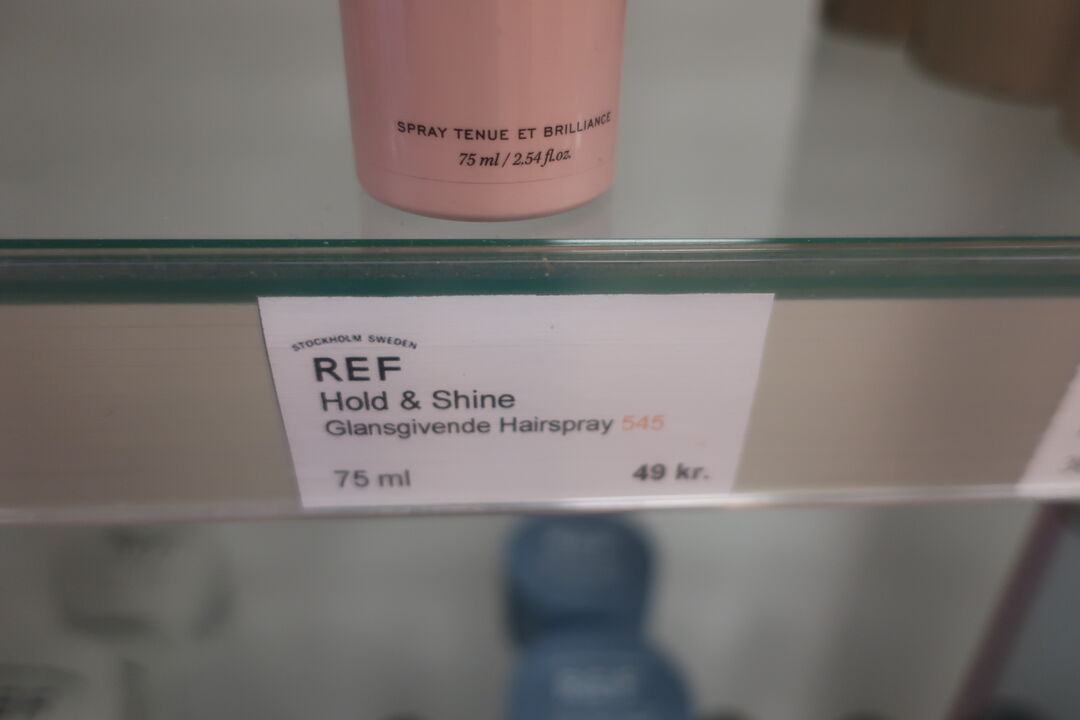 SPRAY TENUE ET BRILLIANCE
75 ml / 2.54 fl.oz.
STOCKHOLM SWEDEN
REF
Hold & Shine
Glansgivende Hairspray 545
75 ml
49 kr.